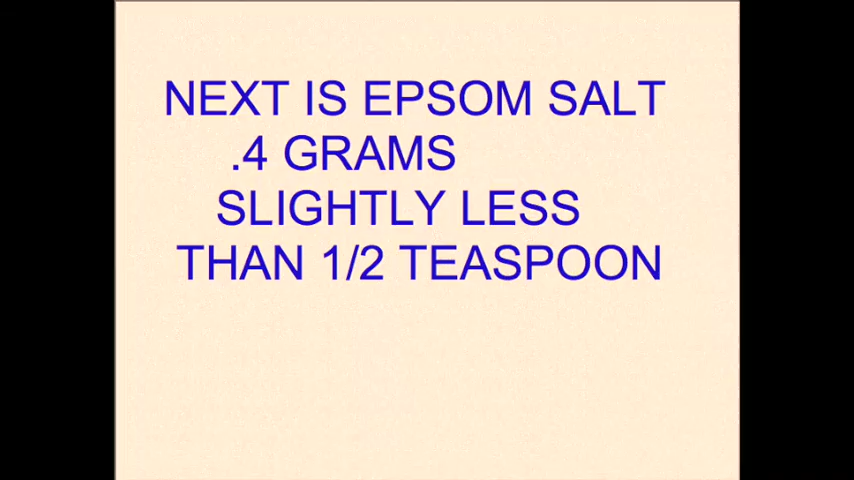 NEXT IS EPSOM SALT
.4 GRAMS
SLIGHTLY LESS
THAN 1/2 TEASPOON